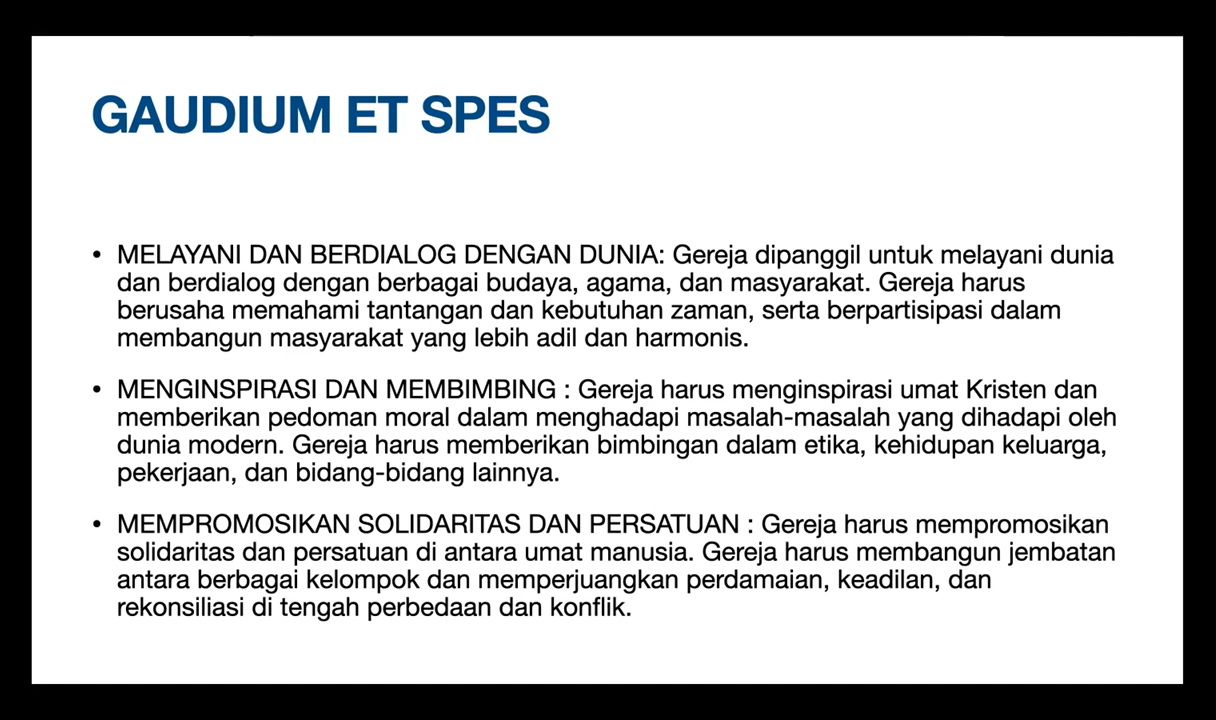 GAUDIUM ET SPES
• MELAYANI DAN BERDIALOG DENGAN DUNIA: Gereja dipanggil untuk melayani dunia
dan berdialog dengan berbagai budaya, agama, dan masyarakat. Gereja harus
berusaha memahami tantangan dan kebutuhan zaman, serta berpartisipasi dalam
membangun masyarakat yang lebih adil dan harmonis.
• MENGINSPIRASI DAN MEMBIMBING : Gereja harus menginspirasi umat Kristen dan
memberikan pedoman moral dalam menghadapi masalah-masalah yang dihadapi oleh
dunia modern. Gereja harus memberikan bimbingan dalam etika, kehidupan keluarga,
pekerjaan, dan bidang-bidang lainnya.
• MEMPROMOSIKAN SOLIDARITAS DAN PERSATUAN : Gereja harus mempromosikan
solidaritas dan persatuan di antara umat manusia. Gereja harus membangun jembatan
antara berbagai kelompok dan memperjuangkan perdamaian, keadilan, dan
rekonsiliasi di tengah perbedaan dan konflik.